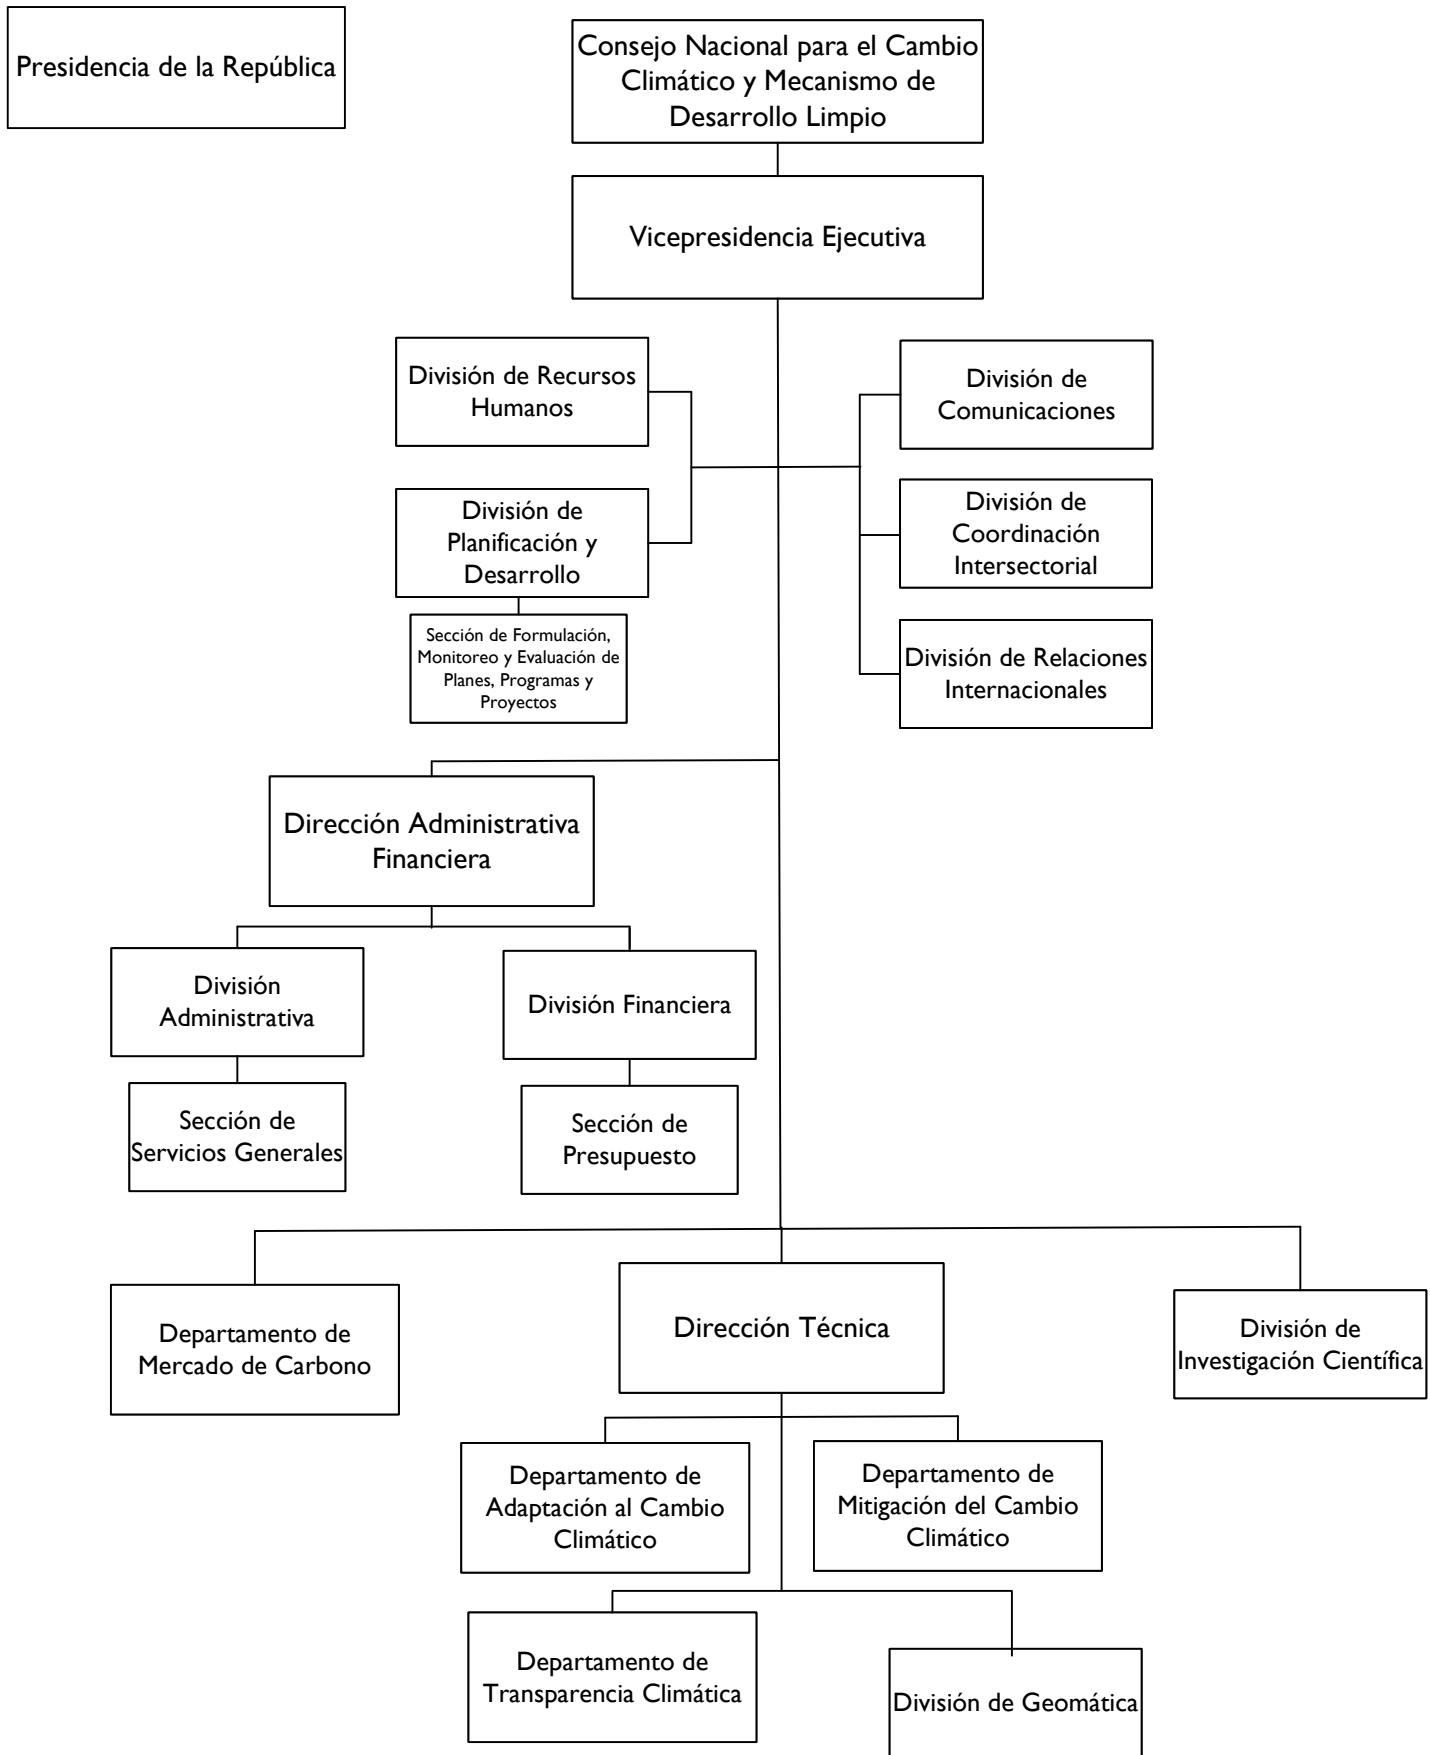 Presidencia de la República
Consejo Nacional para el Cambio
Climático y Mecanismo de
Desarrollo Limpio
Vicepresidencia Ejecutiva
División de Recursos
Humanos
División de
Comunicaciones
División de
Planificación y
Desarrollo
División de
Coordinación
Intersectorial
Sección de Formulación,
Monitoreo y Evaluación de
Planes, Programas y
Proyectos
División de Relaciones
Internacionales
Dirección Administrativa
Financiera
División
Administrativa
División Financiera
Sección de
Servicios Generales
Sección de
Presupuesto
Departamento de
Mercado de Carbono
Dirección Técnica
División de
Investigación Científica
Departamento de
Adaptación al Cambio
Climático
Departamento de
Mitigación del Cambio
Climático
Departamento de
Transparencia Climática
División de Geomática